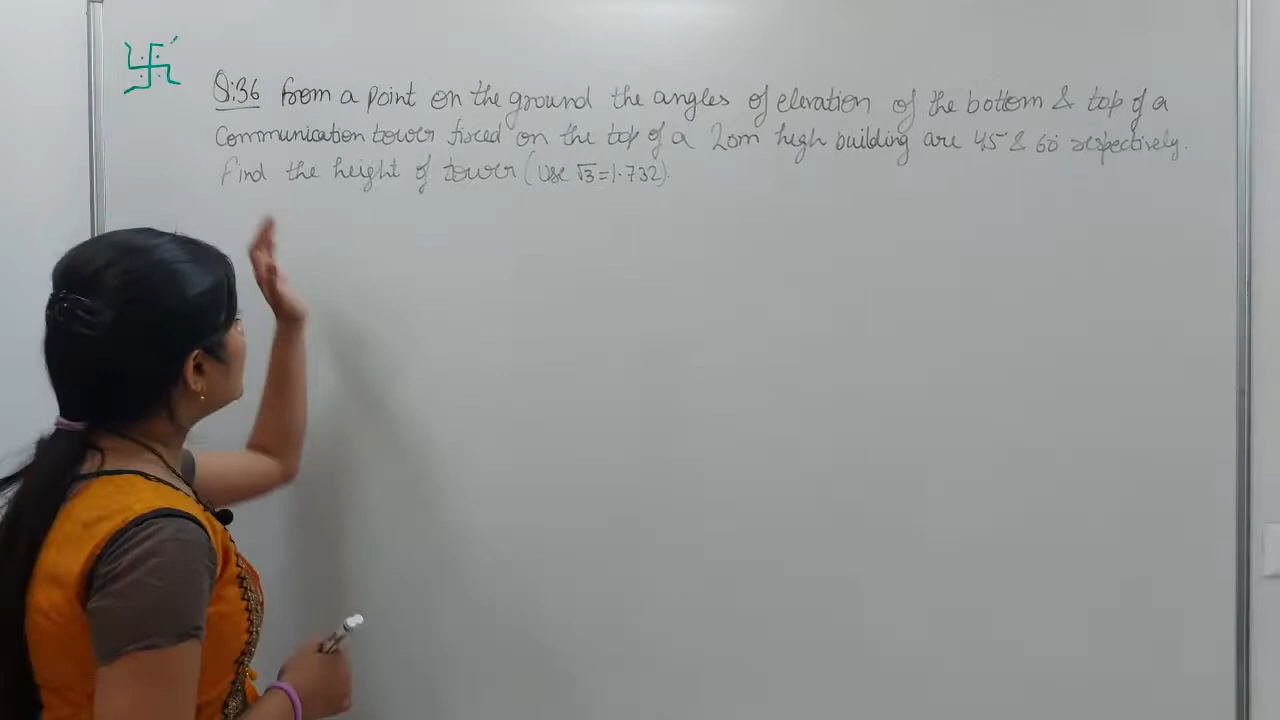 Q:36 From a point on the ground the angles of elevation of the bottom & top of a
communication tower fixed on the top of a 20m high building are 45° & 60° respectively.
Find the height of tower (Use √3=1.732).